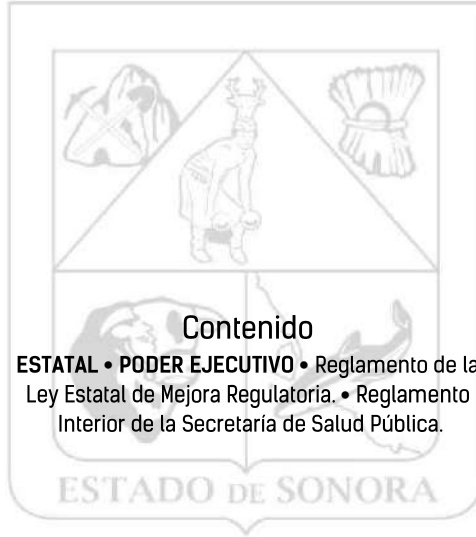 Contenido
ESTATAL • PODER EJECUTIVO • Reglamento de la
Ley Estatal de Mejora Regulatoria. • Reglamento
Interior de la Secretaría de Salud Pública.
ESTADO DE SONORA